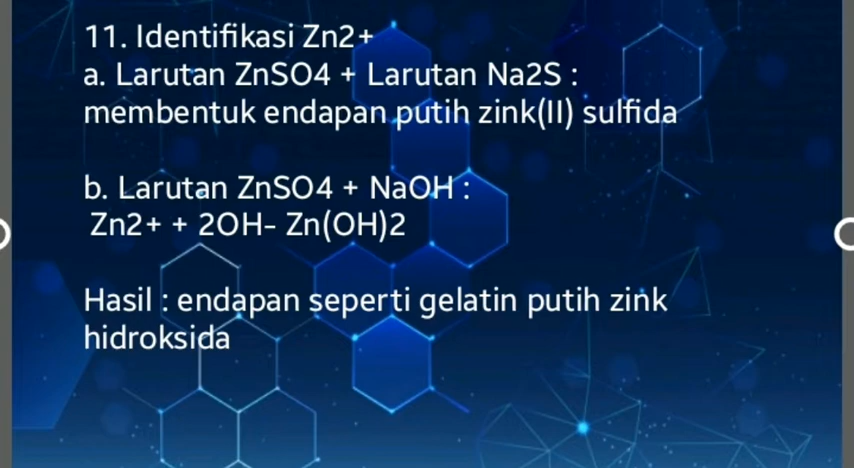 11. Identifikasi Zn2+
a. Larutan ZnSO4 + Larutan Na2S :
membentuk endapan putih zink(II) sulfida
b. Larutan ZnSO4 + NaOH :
Zn2+ + 2OH- Zn(OH)2
Hasil : endapan seperti gelatin putih zink
hidroksida